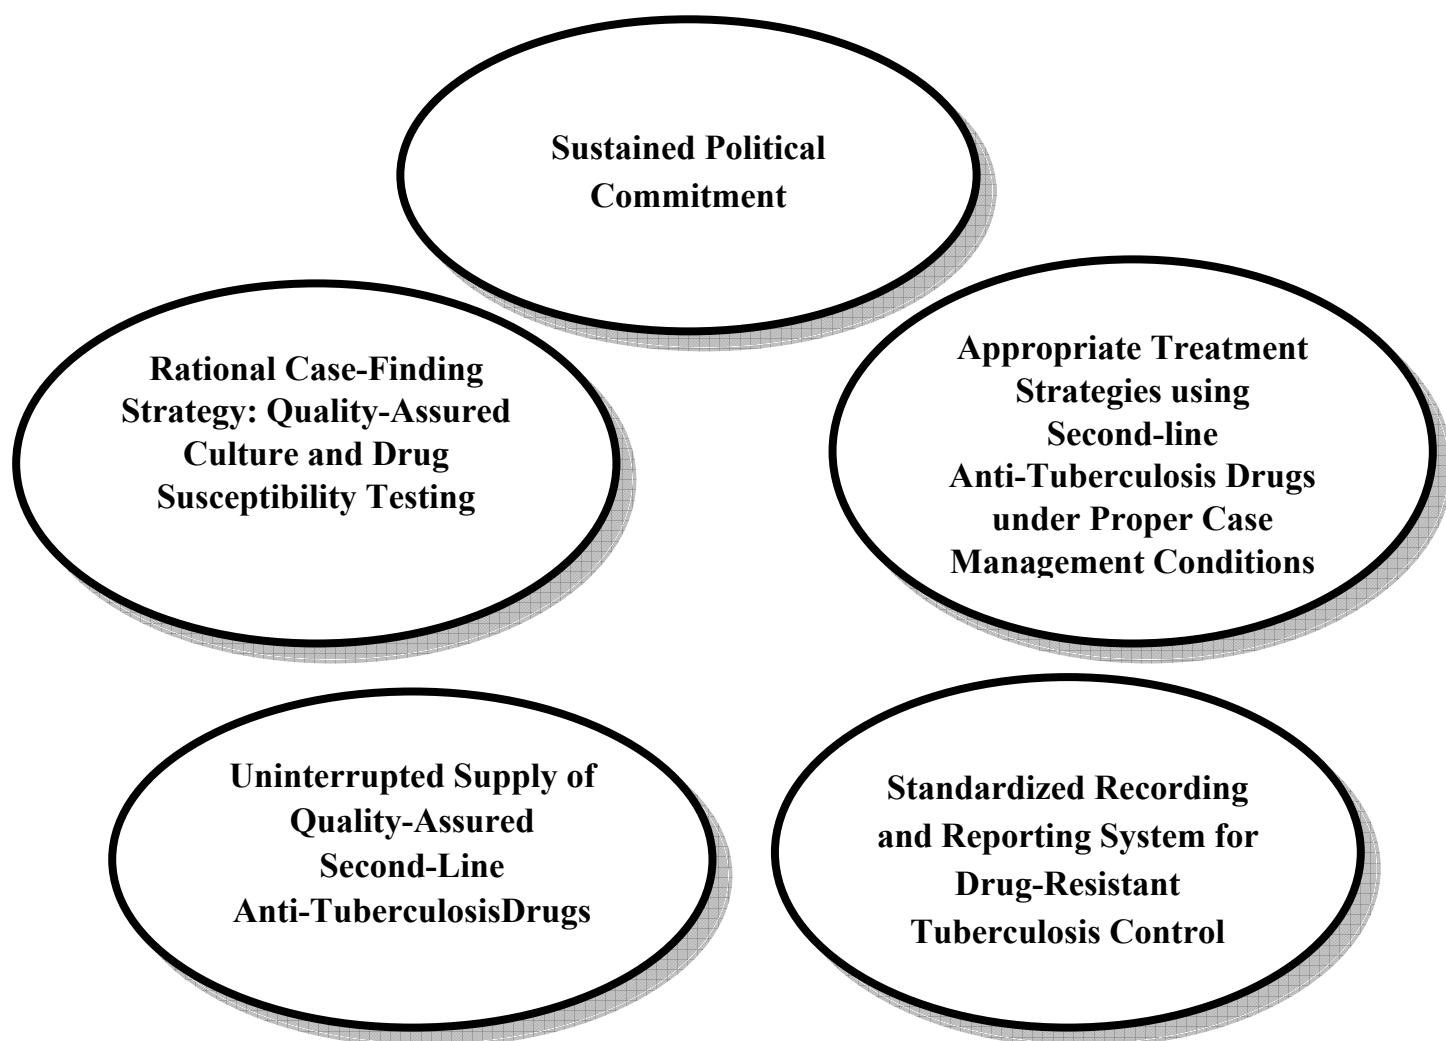 Sustained Political
Commitment
Rational Case-Finding
Strategy: Quality-Assured
Culture and Drug
Susceptibility Testing
Appropriate Treatment
Strategies using
Second-line
Anti-Tuberculosis Drugs
under Proper Case
Management Conditions
Uninterrupted Supply of
Quality-Assured
Second-Line
Anti-TuberculosisDrugs
Standardized Recording
and Reporting System for
Drug-Resistant
Tuberculosis Control